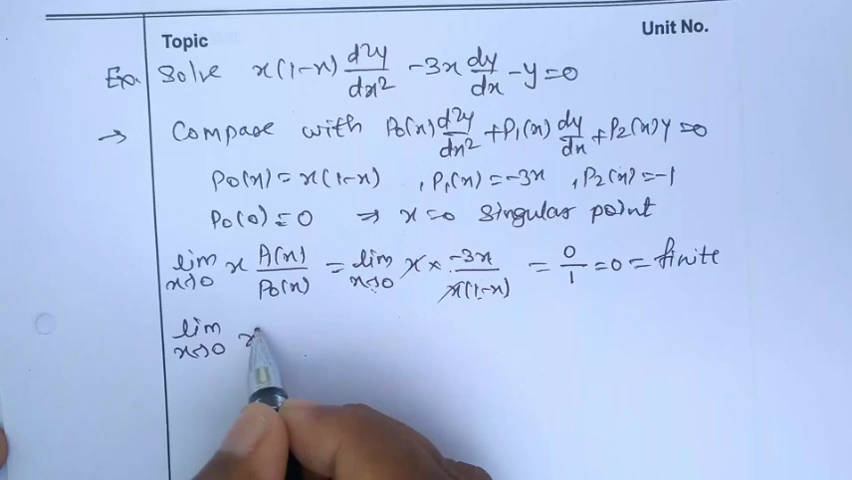 Topic
Unit No.
Ex. Solve x(1-x) d²y/dx² -3x dy/dx -y=0
→ Compare with P₀(x) d²y/dx² +P₁(x) dy/dx +P₂(x)y=0
P₀(x)=x(1-x) , P₁(x)=-3x , P₂(x)=-1
P₀(0)=0 ⇒ x=0 singular point
lim x→0 x P₁(x)/P₀(x) = lim x→0 x × -3x/x(1-x) = 0/1 =0 = finite
lim x→0 x